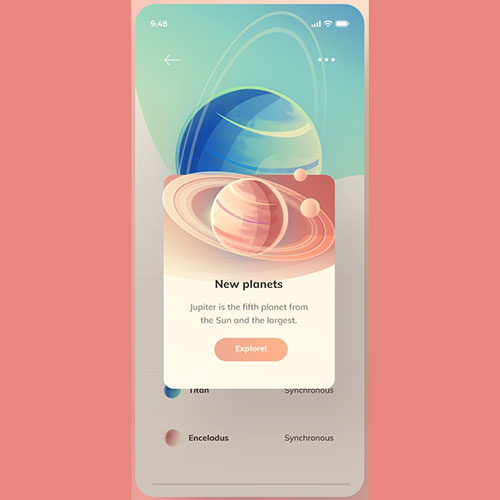 9:48
New planets
Jupiter is the fifth planet from
the Sun and the largest.
Explore!
Titan Synchronous
Enceladus Synchronous